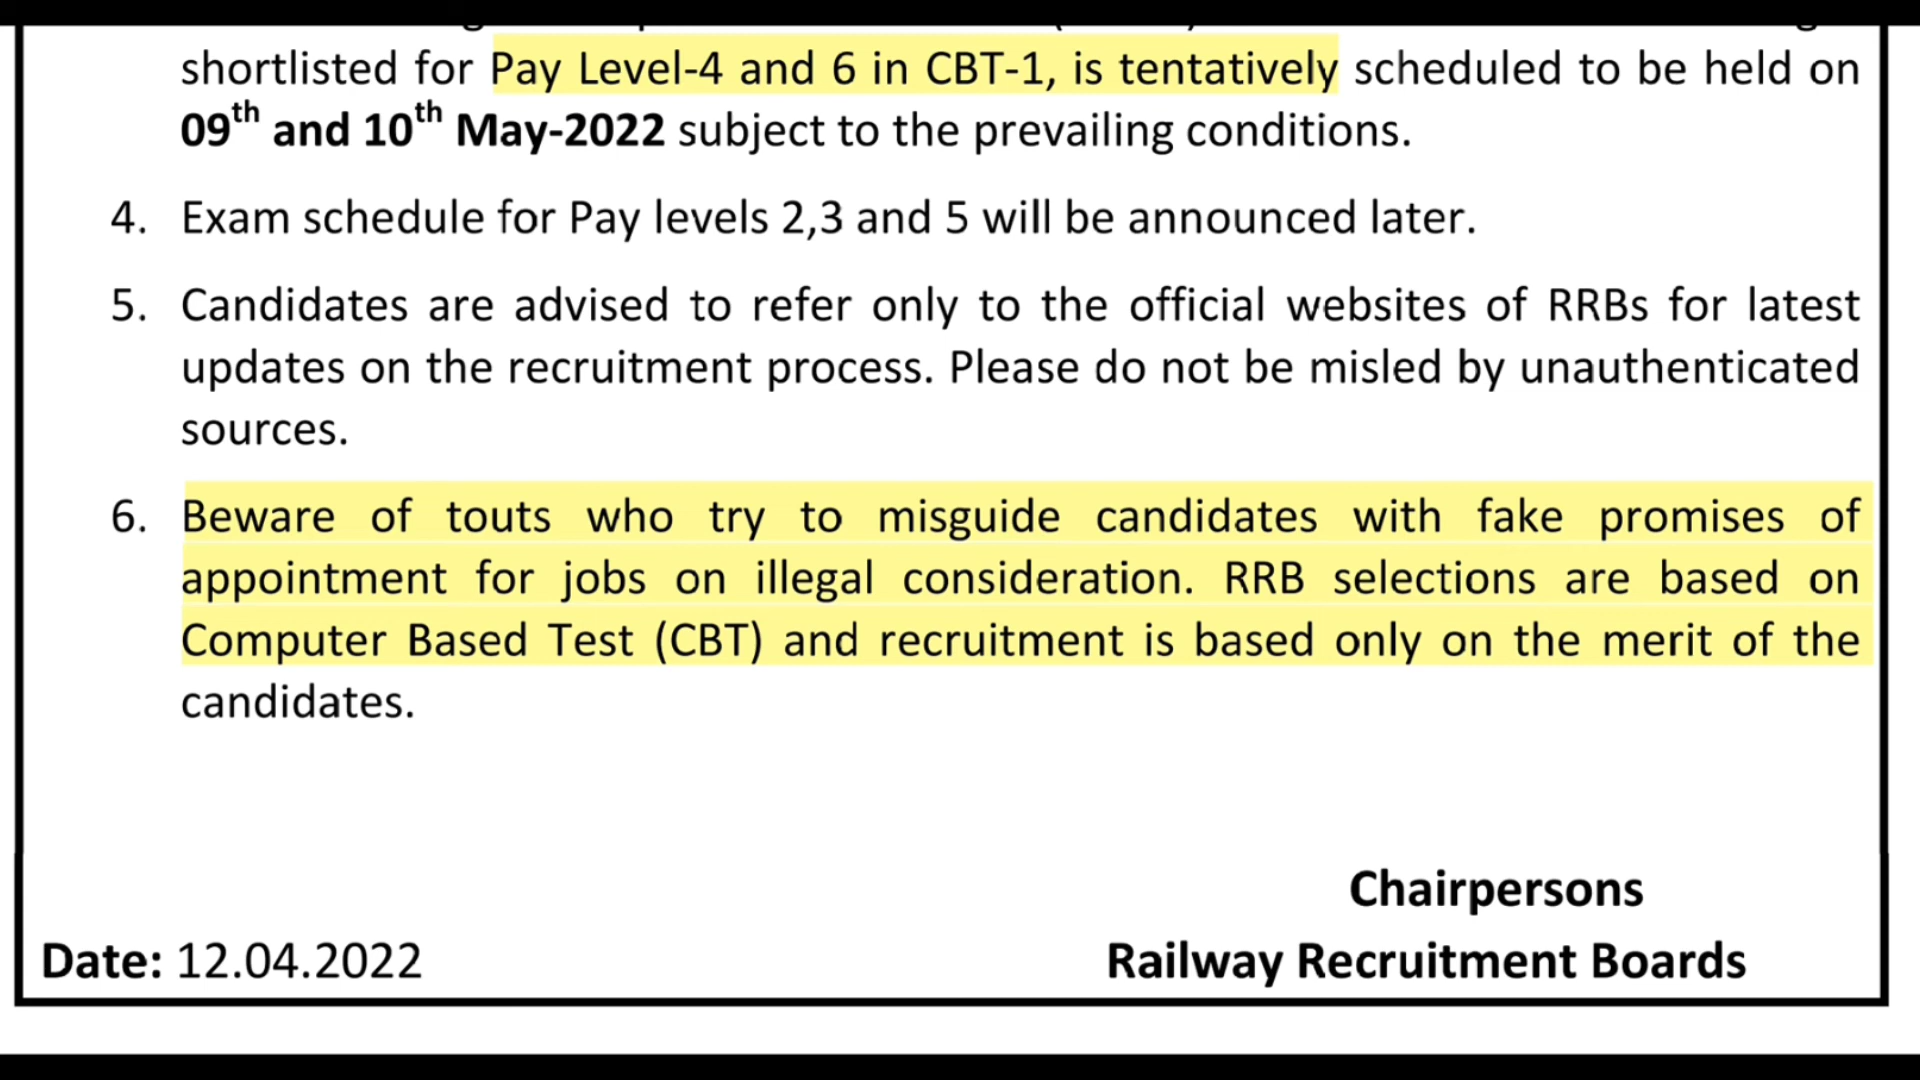 shortlisted for Pay Level-4 and 6 in CBT-1, is tentatively scheduled to be held on
09th and 10th May-2022 subject to the prevailing conditions.
4. Exam schedule for Pay levels 2,3 and 5 will be announced later.
5. Candidates are advised to refer only to the official websites of RRBs for latest
updates on the recruitment process. Please do not be misled by unauthenticated
sources.
6. Beware of touts who try to misguide candidates with fake promises of
appointment for jobs on illegal consideration. RRB selections are based on
Computer Based Test (CBT) and recruitment is based only on the merit of the
candidates.
Chairpersons
Date: 12.04.2022 Railway Recruitment Boards